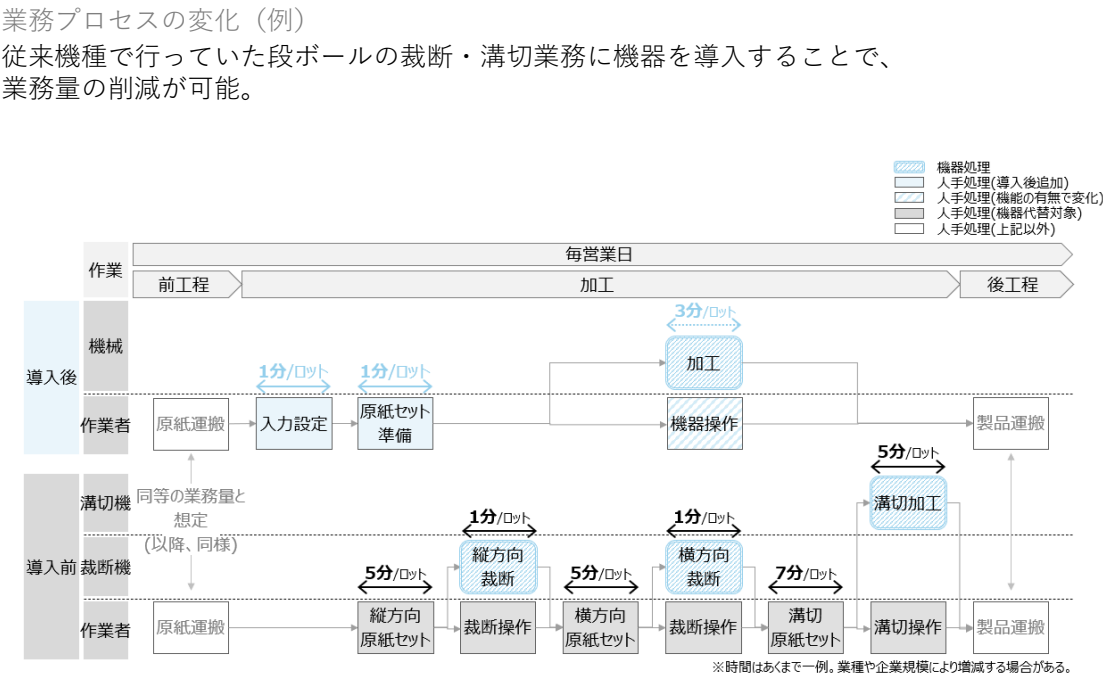 業務プロセスの変化（例）
従来機種で行っていた段ボールの裁断・溝切業務に機器を導入することで、
業務量の削減が可能。
機器処理
人手処理(導入後追加)
人手処理(機能の有無で変化)
人手処理(機器代替対象)
人手処理(上記以外)
作業
毎営業日
前工程
加工
後工程
導入後
機械
3分/ロット
加工
1分/ロット
1分/ロット
作業者
原紙運搬
入力設定
原紙セット
準備
機器操作
製品運搬
同等の業務量と
想定
(以降、同様)
導入前
溝切機
5分/ロット
溝切加工
裁断機
1分/ロット
縦方向
裁断
1分/ロット
横方向
裁断
5分/ロット
5分/ロット
7分/ロット
作業者
原紙運搬
縦方向
原紙セット
裁断操作
横方向
原紙セット
裁断操作
溝切
原紙セット
溝切操作
製品運搬
※時間はあくまで一例。業種や企業規模により増減する場合がある。